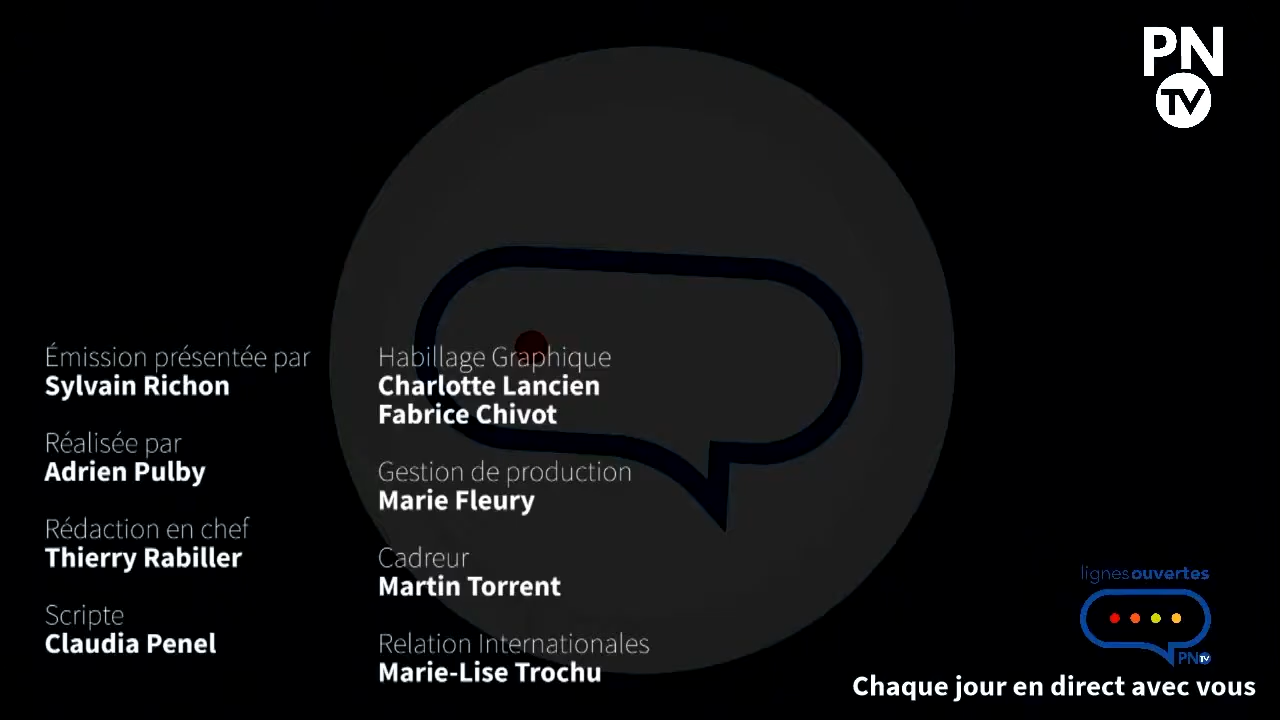 PN
TV
Émission présentée par
Sylvain Richon
Réalisée par
Adrien Pulby
Rédaction en chef
Thierry Rabiller
Scripte
Claudia Penel
Habillage Graphique
Charlotte Lancien
Fabrice Chivot
Gestion de production
Marie Fleury
Cadreur
Martin Torrent
Relation Internationales
Marie-Lise Trochu
lignesouvertes
PNTV
Chaque jour en direct avec vous